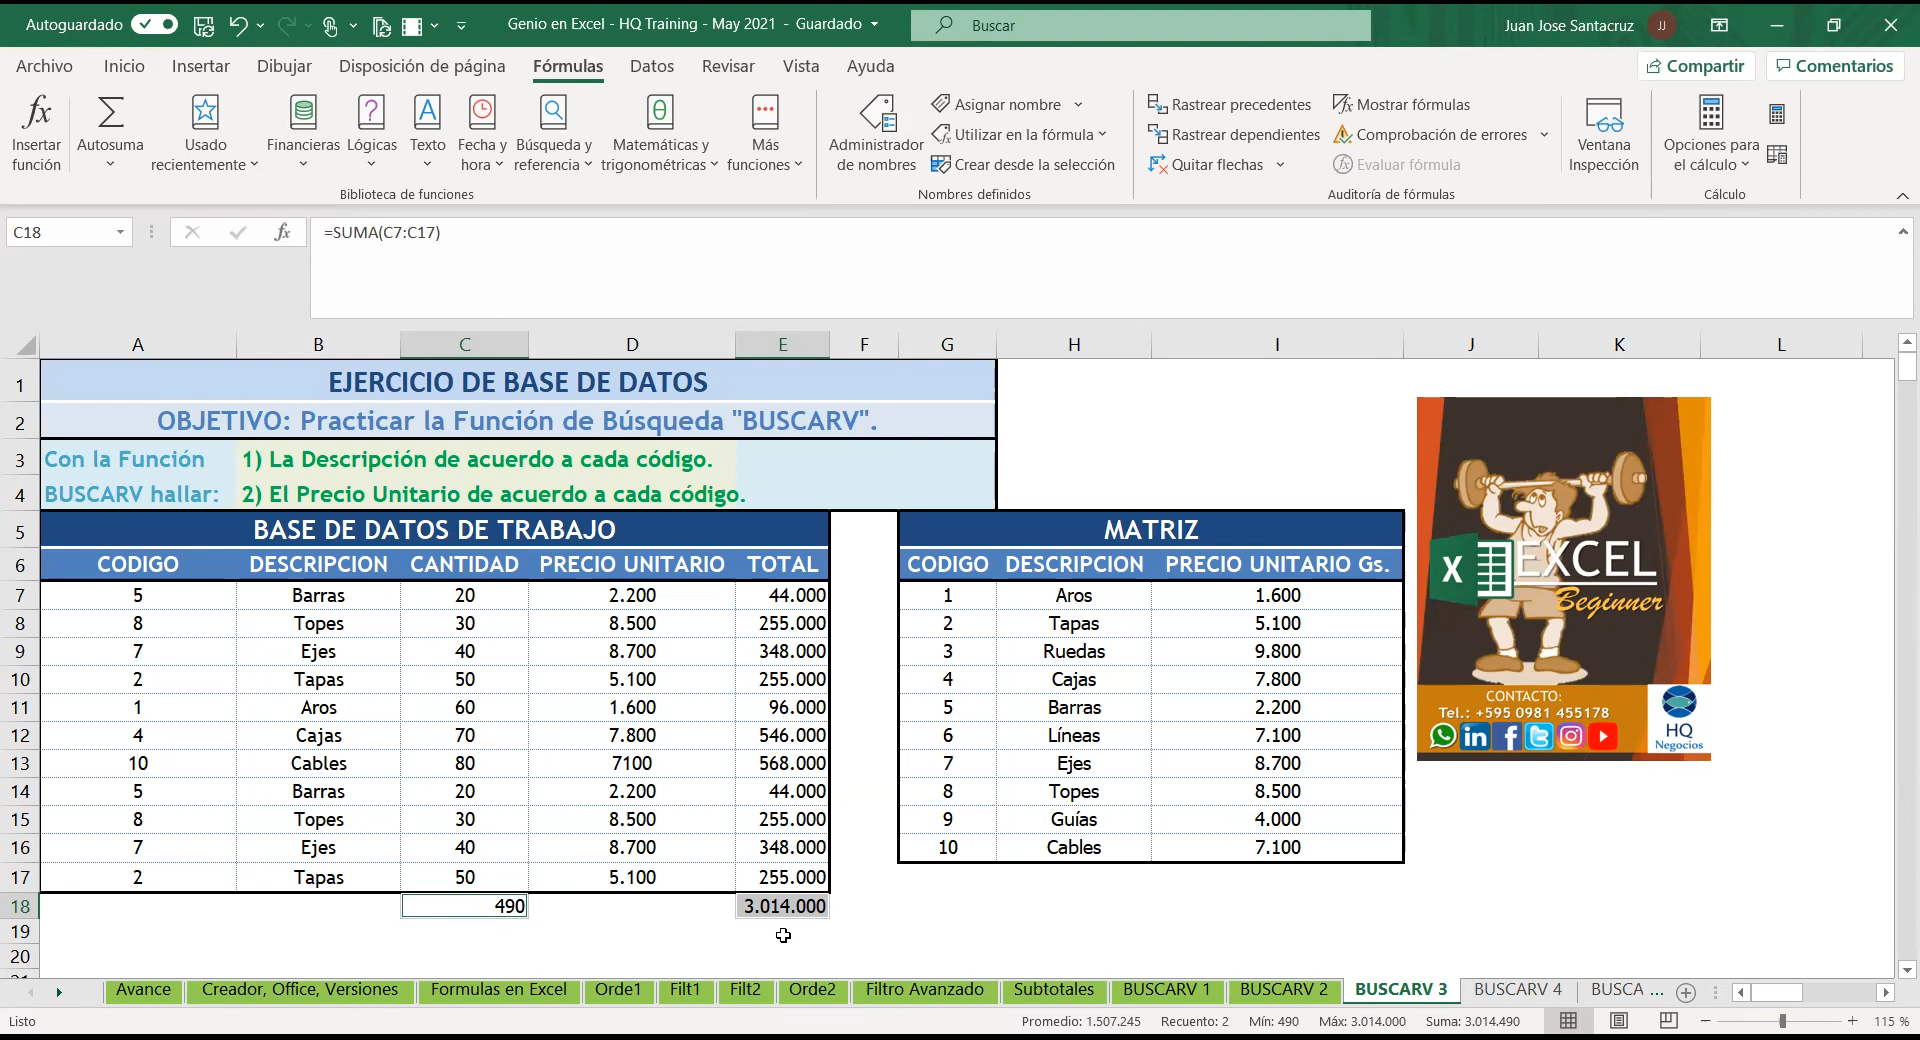 Autoguardado
Genio en Excel - HQ Training - May 2021 - Guardado
Buscar
Juan Jose Santacruz
JJ
Archivo Inicio Insertar Dibujar Disposición de página Fórmulas Datos Revisar Vista Ayuda
Compartir
Comentarios
Insertar función
Autosuma
Usado recientemente
Financieras
Lógicas
Texto
Fecha y hora
Búsqueda y referencia
Matemáticas y trigonométricas
Más funciones
Biblioteca de funciones
Administrador de nombres
Asignar nombre
Utilizar en la fórmula
Crear desde la selección
Nombres definidos
Rastrear precedentes
Rastrear dependientes
Quitar flechas
Mostrar fórmulas
Comprobación de errores
Evaluar fórmula
Auditoría de fórmulas
Ventana Inspección
Opciones para el cálculo
Cálculo
C18
fx
=SUMA(C7:C17)
A B C D E F G H I J K L
1 EJERCICIO DE BASE DE DATOS
2 OBJETIVO: Practicar la Función de Búsqueda "BUSCARV".
3 Con la Función 1) La Descripción de acuerdo a cada código.
4 BUSCARV hallar: 2) El Precio Unitario de acuerdo a cada código.
5 BASE DE DATOS DE TRABAJO MATRIZ
6 CODIGO DESCRIPCION CANTIDAD PRECIO UNITARIO TOTAL CODIGO DESCRIPCION PRECIO UNITARIO Gs.
7 5 Barras 20 2.200 44.000 1 Aros 1.600
8 8 Topes 30 8.500 255.000 2 Tapas 5.100
9 7 Ejes 40 8.700 348.000 3 Ruedas 9.800
10 2 Tapas 50 5.100 255.000 4 Cajas 7.800
11 1 Aros 60 1.600 96.000 5 Barras 2.200
12 4 Cajas 70 7.800 546.000 6 Líneas 7.100
13 10 Cables 80 7100 568.000 7 Ejes 8.700
14 5 Barras 20 2.200 44.000 8 Topes 8.500
15 8 Topes 30 8.500 255.000 9 Guías 4.000
16 7 Ejes 40 8.700 348.000 10 Cables 7.100
17 2 Tapas 50 5.100 255.000
18 490 3.014.000
19
20
X EXCEL
Beginner
CONTACTO:
Tel.: +595 0981 455178
HQ
Negocios
Avance Creador, Office, Versiones Formulas en Excel Orde1 Filt1 Filt2 Orde2 Filtro Avanzado Subtotales BUSCARV 1 BUSCARV 2 BUSCARV 3 BUSCARV 4 BUSCA ...
Listo
Promedio: 1.507.245 Recuento: 2 Mín: 490 Máx: 3.014.000 Suma: 3.014.490
115 %